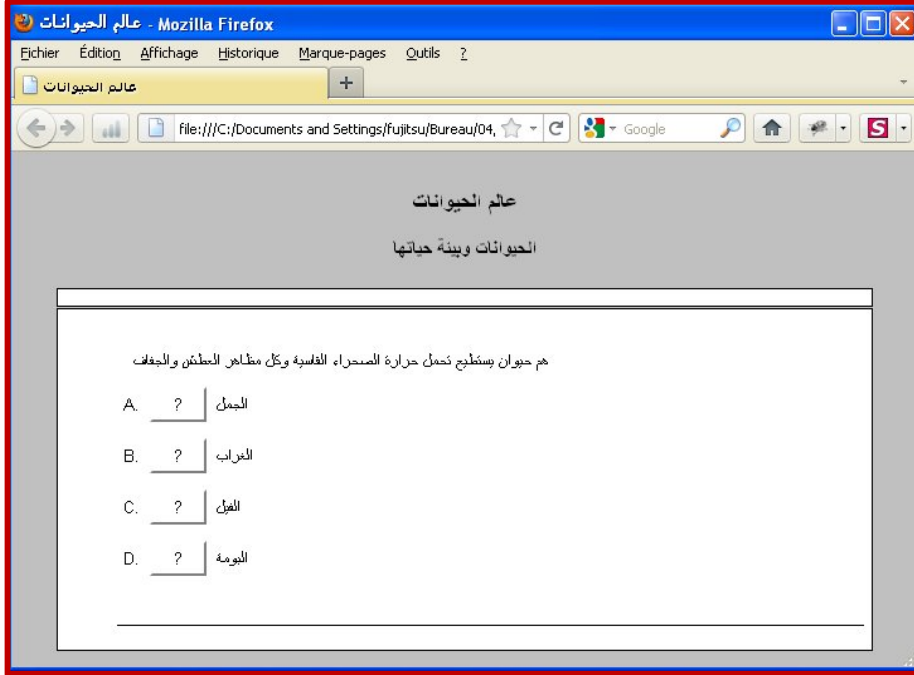 عالم الحيوانات - Mozilla Firefox
Fichier Édition Affichage Historique Marque-pages Outils ?
عالم الحيوانات +
file:///C:/Documents and Settings/fujitsu/Bureau/04, Google S
عالم الحيوانات
الحيوانات وبيئة حياتها
هم حيوان يستطيع تحمل حرارة الصحراء القاسية وكل مظاهر العطش والجفاف
A. ? الجمل
B. ? الغراب
C. ? الفيل
D. ? البومة